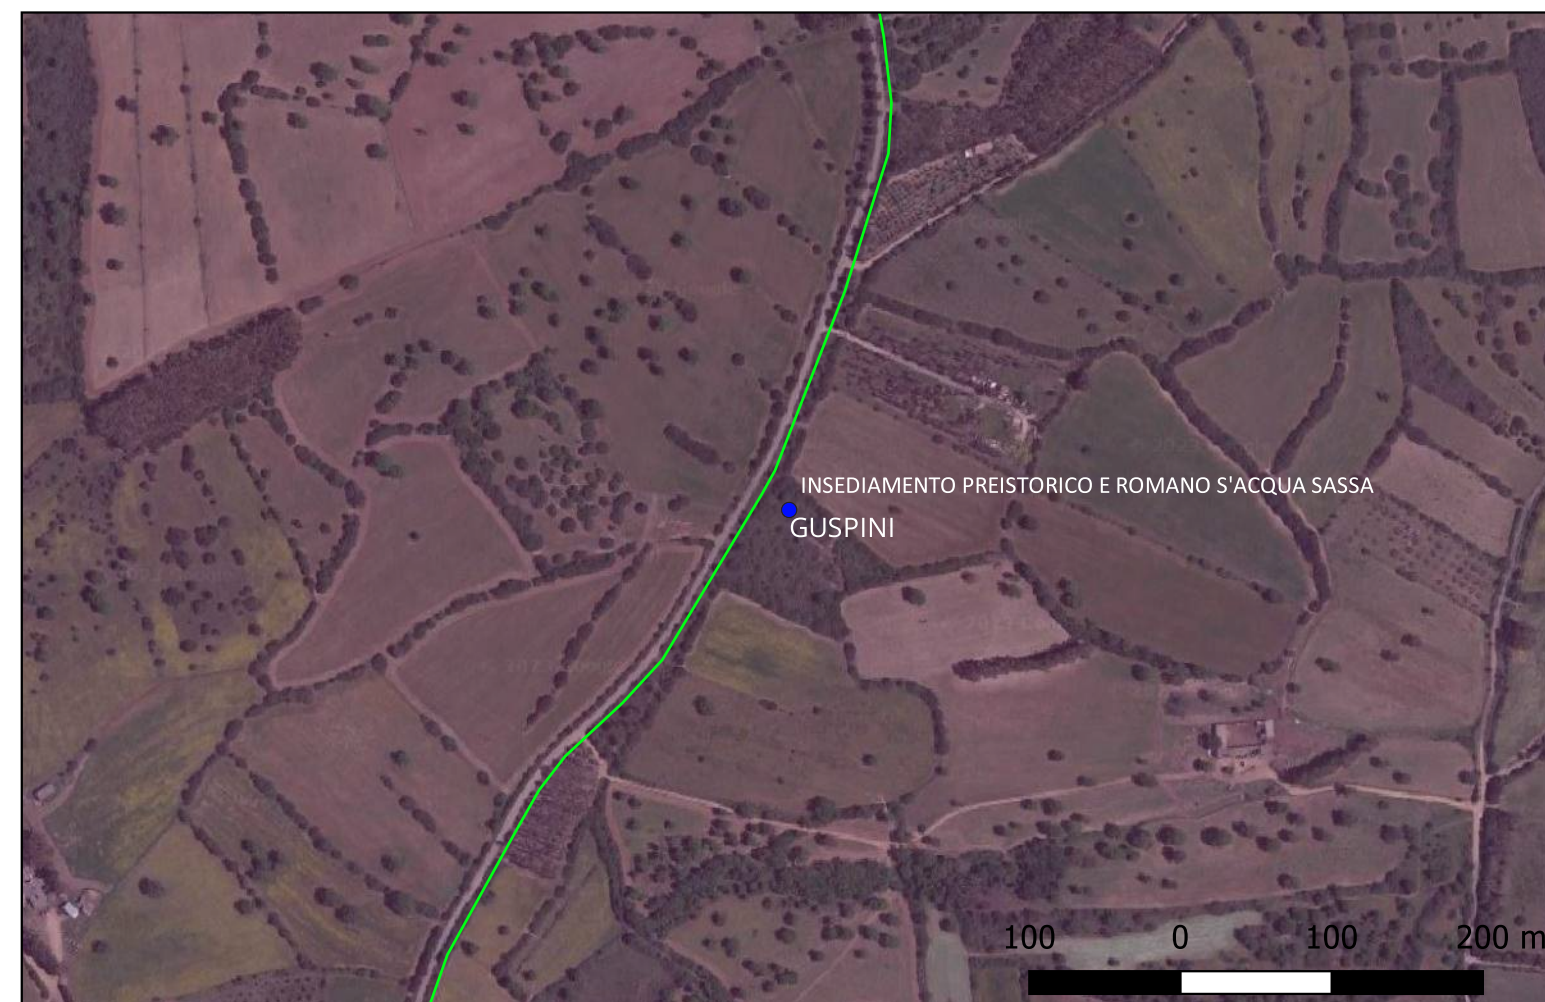 INSEDIAMENTO PREISTORICO E ROMANO S'ACQUA SASSA
GUSPINI
100 0 100 200 m